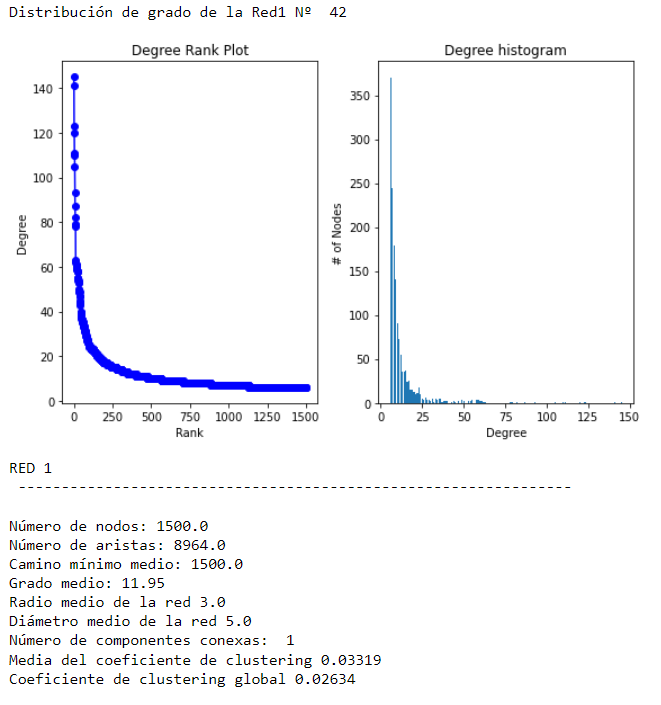 Distribución de grado de la Red1 Nº  42
Degree Rank Plot
Degree
140
120
100
80
60
40
20
0
0 250 500 750 1000 1250 1500
Rank
Degree histogram
# of Nodes
350
300
250
200
150
100
50
0
0 25 50 75 100 125 150
Degree
RED 1
----------------------------------------------------------------
Número de nodos: 1500.0
Número de aristas: 8964.0
Camino mínimo medio: 1500.0
Grado medio: 11.95
Radio medio de la red 3.0
Diámetro medio de la red 5.0
Número de componentes conexas:  1
Media del coeficiente de clustering 0.03319
Coeficiente de clustering global 0.02634